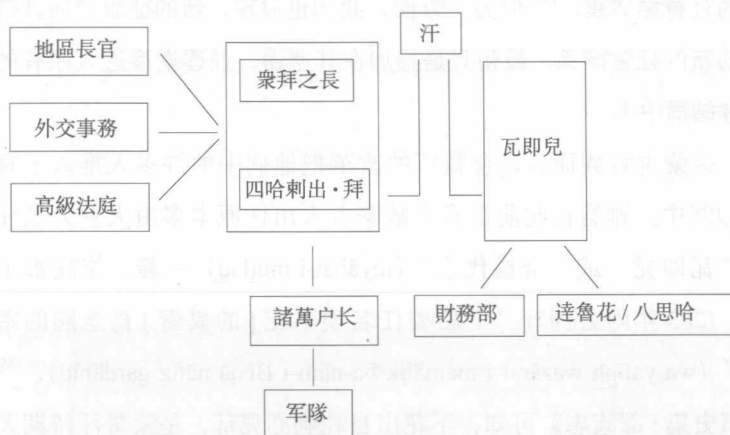 汗
地區長官
外交事務
高級法庭
衆拜之長
四哈剌出·拜
瓦即兒
諸萬户长
財務部
達魯花 / 八思哈
军隊